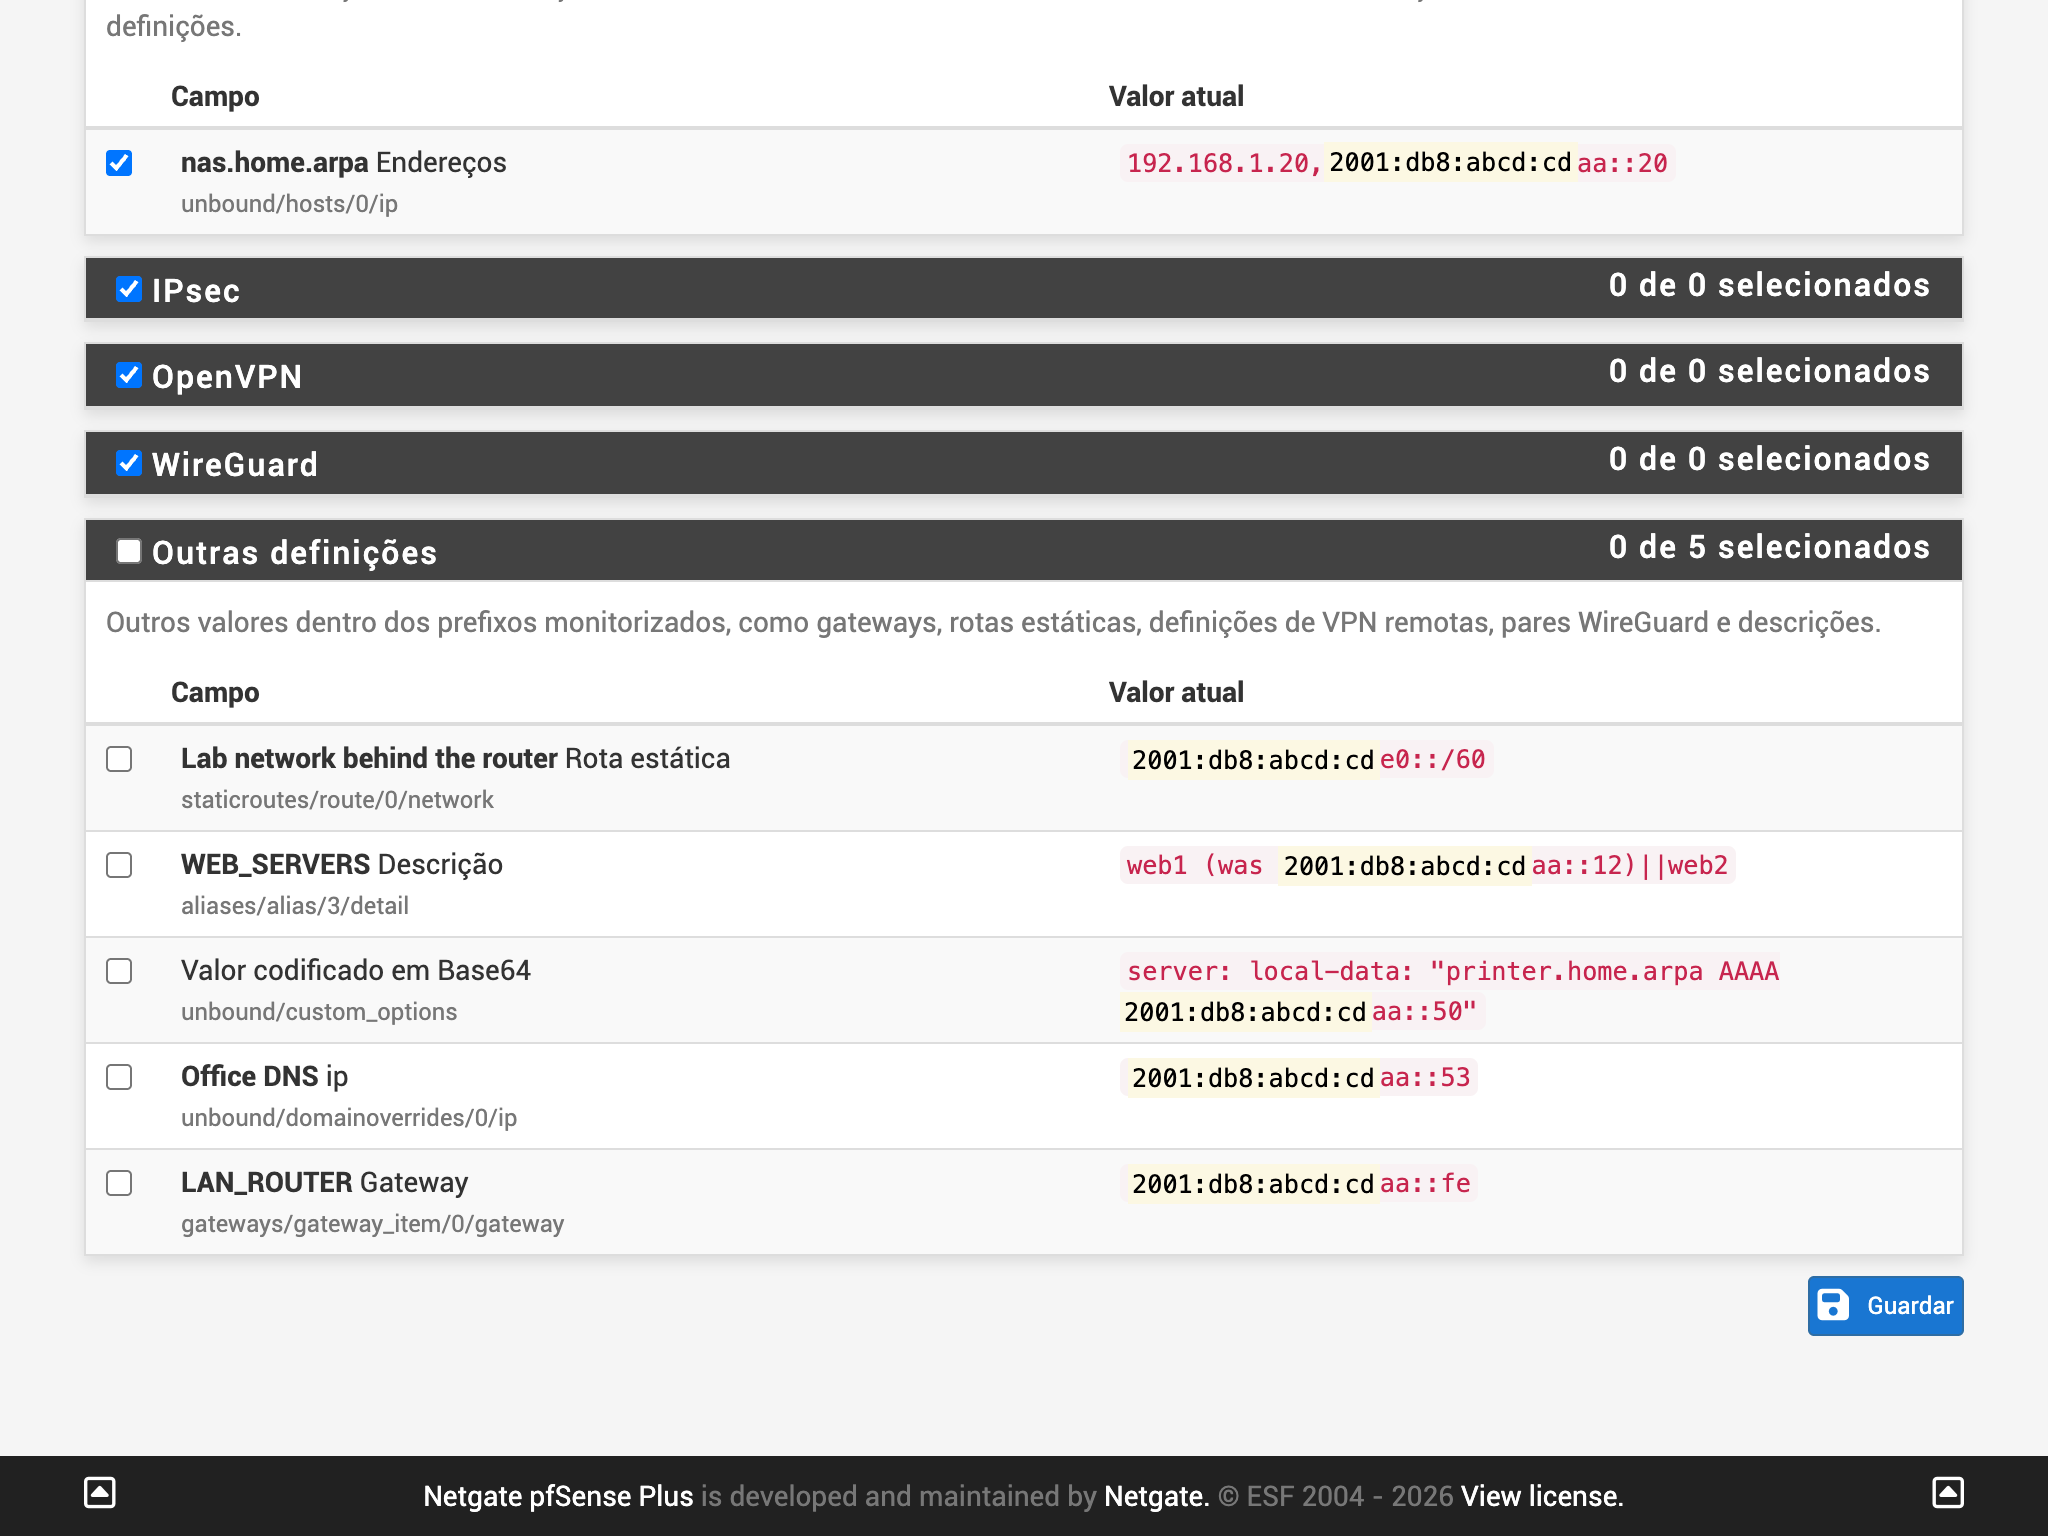 definições.
Campo Valor atual
nas.home.arpa Endereços 192.168.1.20,2001:db8:abcd:cdaa::20
unbound/hosts/0/ip
IPsec 0 de 0 selecionados
OpenVPN 0 de 0 selecionados
WireGuard 0 de 0 selecionados
Outras definições 0 de 5 selecionados
Outros valores dentro dos prefixos monitorizados, como gateways, rotas estáticas, definições de VPN remotas, pares WireGuard e descrições.
Campo Valor atual
Lab network behind the router Rota estática 2001:db8:abcd:cde0::/60
staticroutes/route/0/network
WEB_SERVERS Descrição web1 (was 2001:db8:abcd:cdaa::12)||web2
aliases/alias/3/detail
Valor codificado em Base64 server: local-data: "printer.home.arpa AAAA
unbound/custom_options 2001:db8:abcd:cdaa::50"
Office DNS ip 2001:db8:abcd:cdaa::53
unbound/domainoverrides/0/ip
LAN_ROUTER Gateway 2001:db8:abcd:cdaa::fe
gateways/gateway_item/0/gateway
Guardar
Netgate pfSense Plus is developed and maintained by Netgate. © ESF 2004 - 2026 View license.